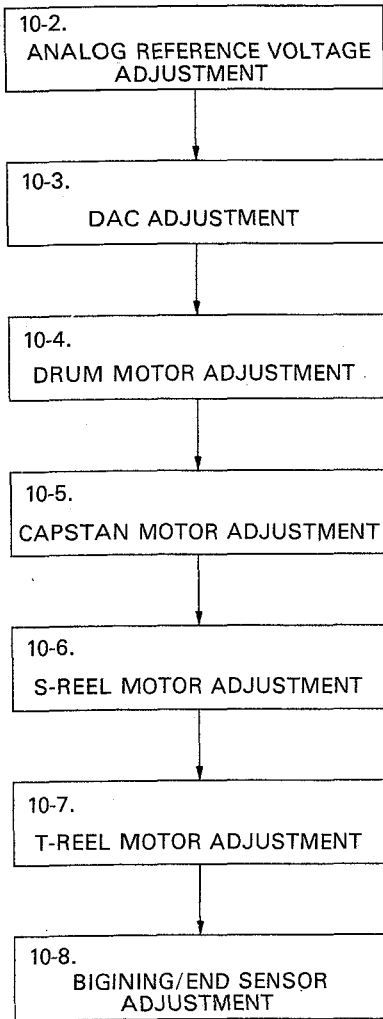 10-2.
ANALOG REFERENCE VOLTAGE
ADJUSTMENT
10-3.
DAC ADJUSTMENT
10-4.
DRUM MOTOR ADJUSTMENT
10-5.
CAPSTAN MOTOR ADJUSTMENT
10-6.
S-REEL MOTOR ADJUSTMENT
10-7.
T-REEL MOTOR ADJUSTMENT
10-8.
BIGINING/END SENSOR
ADJUSTMENT